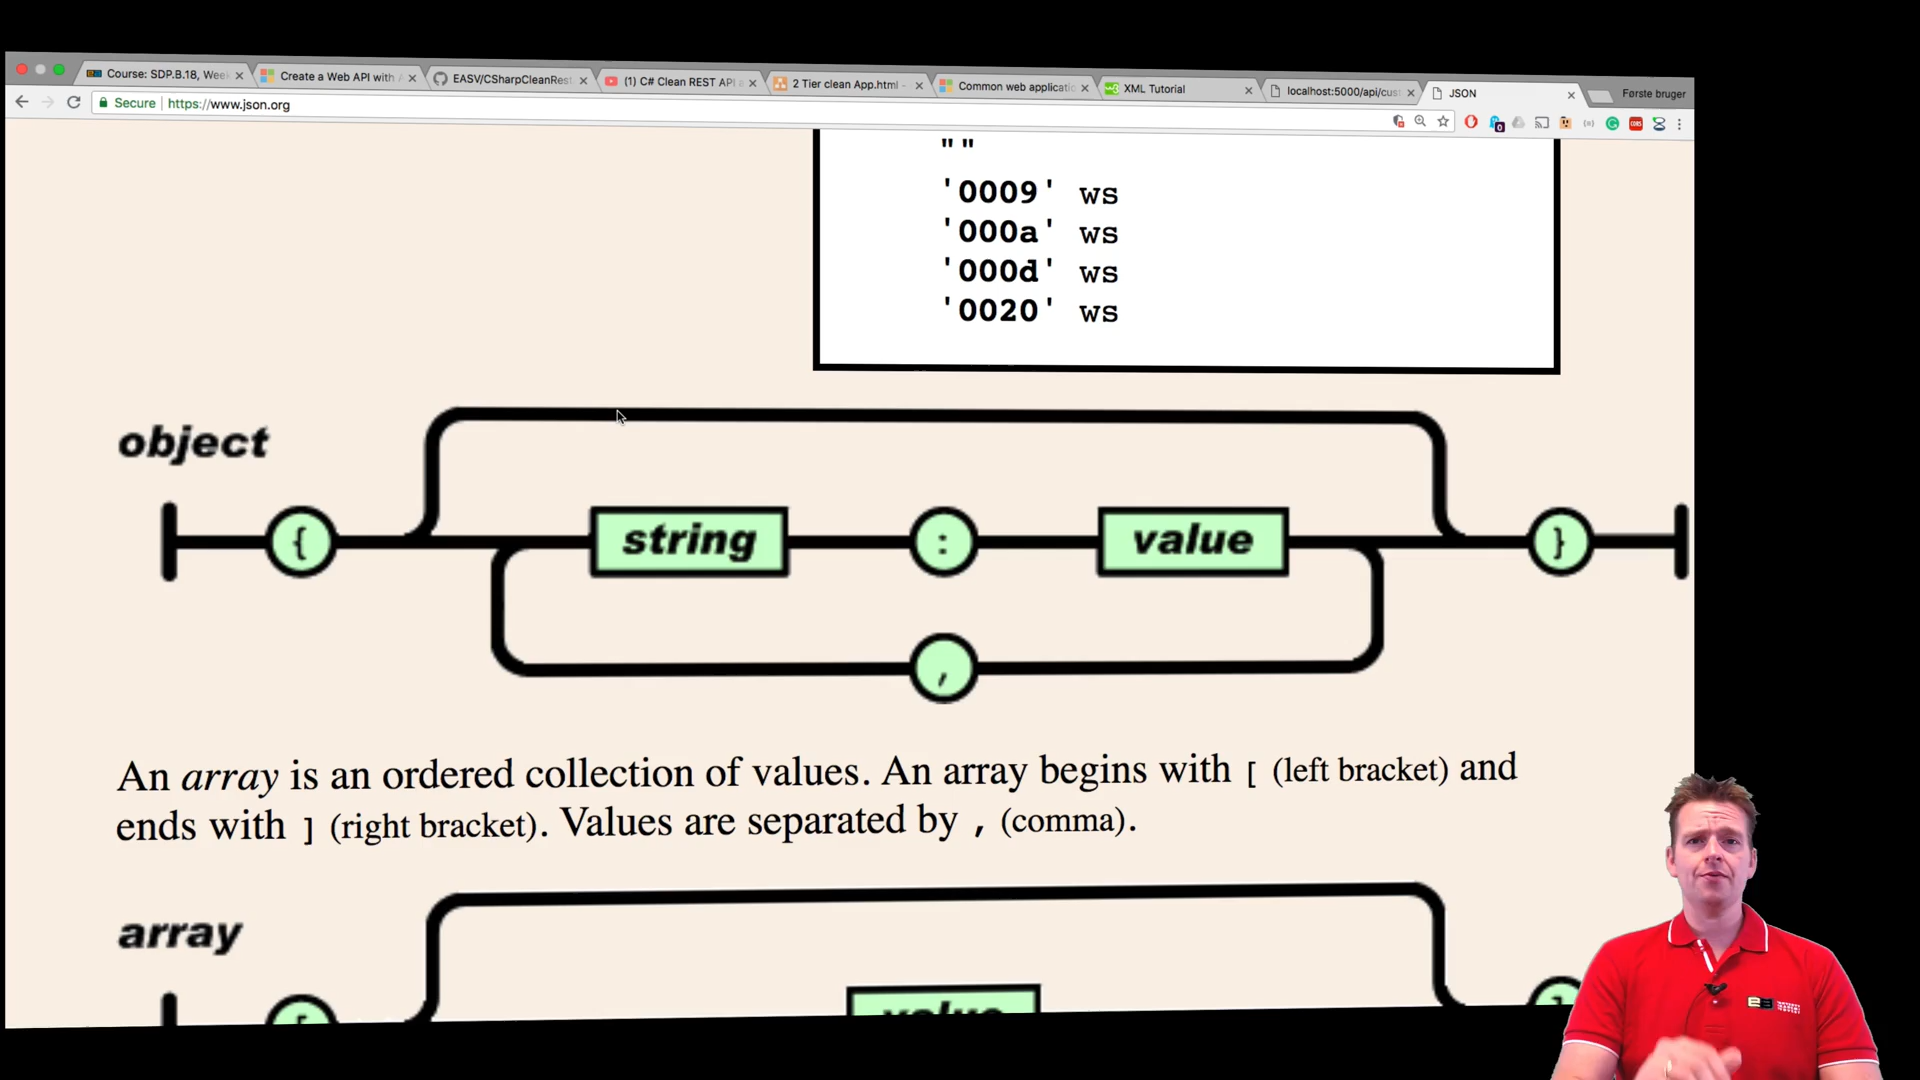 Course: SDP.B.18, Wee
Create a Web API with
EASV/CSharpCleanRest
(1) C# Clean REST API
2 Tier clean App.html -
Common web applicatio
XML Tutorial
localhost:5000/api/cus
JSON
Første bruger
Secure
https://www.json.org
""
'0009' ws
'000a' ws
'000d' ws
'0020' ws
object
{ string : value }
,
An array is an ordered collection of values. An array begins with [ (left bracket) and
ends with ] (right bracket). Values are separated by , (comma).
array
value